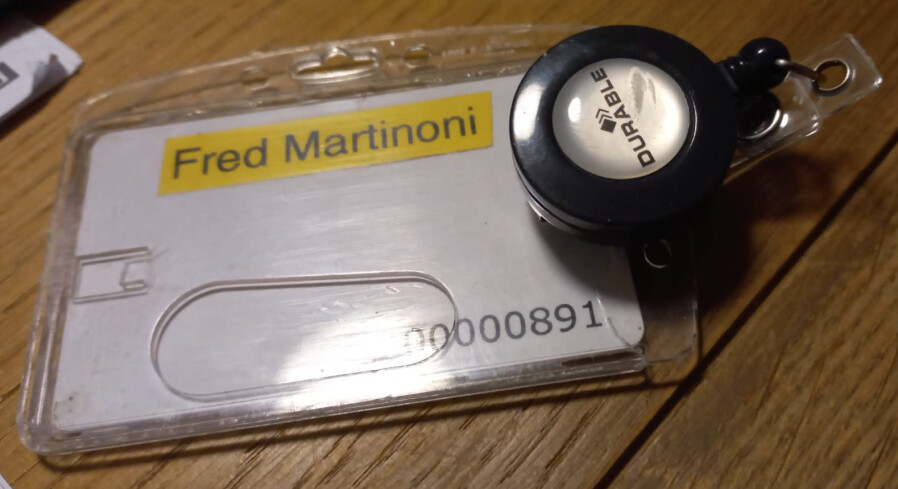 Fred Martinoni
DURABLE
00000891